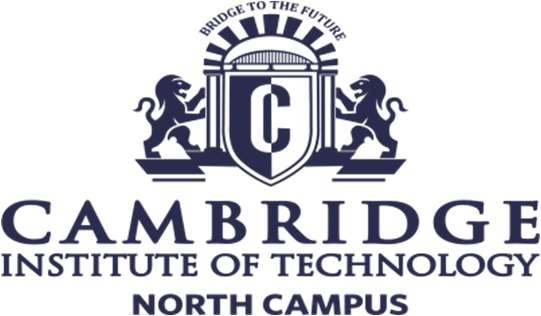 BRIDGE TO THE FUTURE
C
CAMBRIDGE
INSTITUTE OF TECHNOLOGY
NORTH CAMPUS